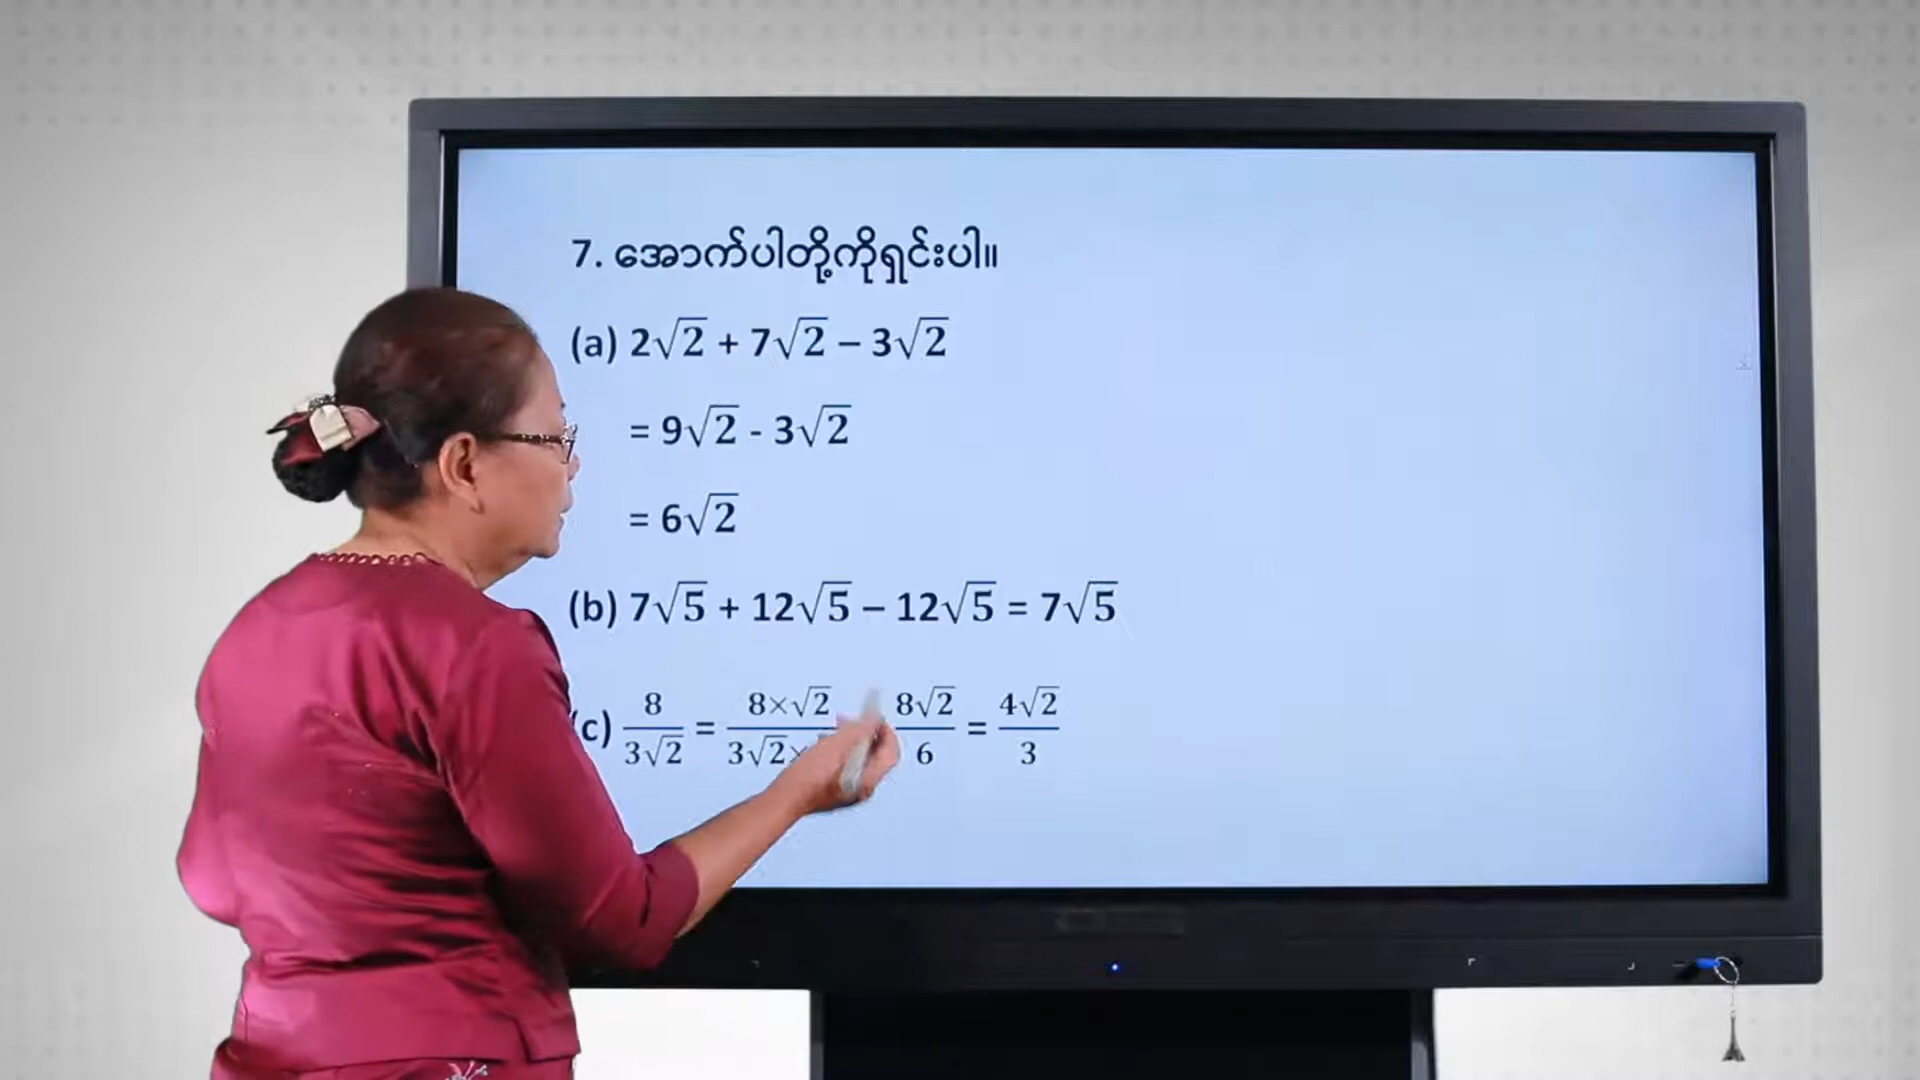 7. အောက်ပါတို့ကိုရှင်းပါ။
(a) 2√2 + 7√2 – 3√2
= 9√2 - 3√2
= 6√2
(b) 7√5 + 12√5 – 12√5 = 7√5
(c) 8/(3√2) = (8×√2)/(3√2× 8√2/6 = 4√2/3